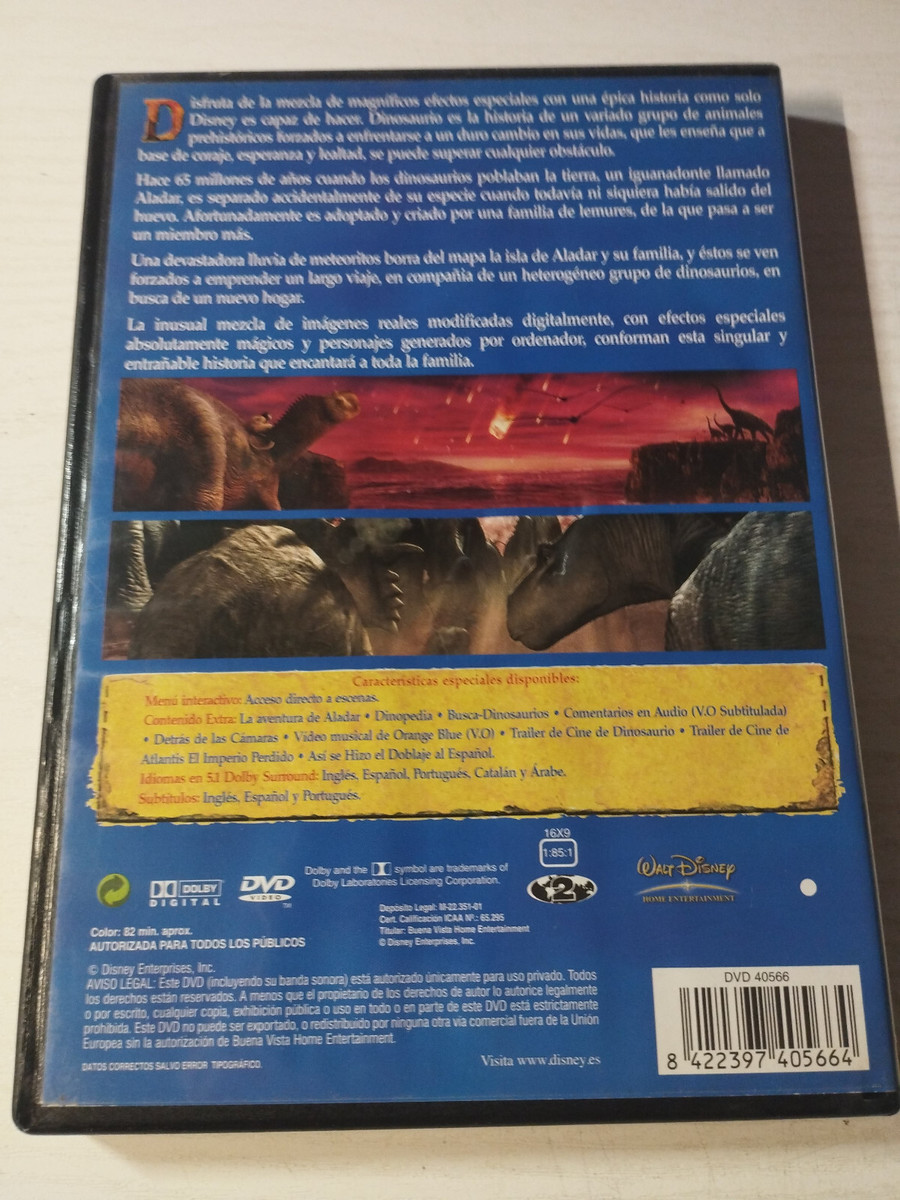 Disfruta de la mezcla de magníficos efectos especiales con una épica historia como solo
Disney es capaz de hacer. Dinosaurio es la historia de un variado grupo de animales
prehistóricos forzados a enfrentarse a un duro cambio en sus vidas, que les enseña que a
base de coraje, esperanza y lealtad, se puede superar cualquier obstáculo.
Hace 65 millones de años cuando los dinosaurios poblaban la tierra, un iguanadonte llamado
Aladar, es separado accidentalmente de su especie cuando todavía ni siquiera había salido del
huevo. Afortunadamente es adoptado y criado por una familia de lemures, de la que pasa a ser
un miembro más.
Una devastadora lluvia de meteoritos borra del mapa la isla de Aladar y su familia, y éstos se ven
forzados a emprender un largo viaje, en compañía de un heterogéneo grupo de dinosaurios, en
busca de un nuevo hogar.
La inusual mezcla de imágenes reales modificadas digitalmente, con efectos especiales
absolutamente mágicos y personajes generados por ordenador, conforman esta singular y
entrañable historia que encantará a toda la familia.
Características especiales disponibles:
Menú interactivo: Acceso directo a escenas.
Contenido Extra: La aventura de Aladar • Dinopedia • Busca-Dinosaurios • Comentarios en Audio (V.O Subtitulada)
• Detrás de las Cámaras • Vídeo musical de Orange Blue (V.O) • Trailer de Cine de Dinosaurio • Trailer de Cine de
Atlantis El Imperio Perdido • Así se Hizo el Doblaje al Español.
Idiomas en 5.1 Dolby Surround: Inglés, Español, Portugués, Catalán y Árabe.
Subtítulos: Inglés, Español y Portugués.
16X9
1:85:1
DOLBY
DIGITAL
DVD
VIDEO
TM
Dolby and the symbol are trademarks of
Dolby Laboratories Licensing Corporation.
2
WALT DISNEY
HOME ENTERTAINMENT
Depósito Legal: M-22.351-01
Cert. Calificación ICAA Nº.: 65.295
Titular: Buena Vista Home Entertainment
© Disney Enterprises, Inc.
Color: 82 min. aprox.
AUTORIZADA PARA TODOS LOS PÚBLICOS
© Disney Enterprises, Inc.
AVISO LEGAL: Este DVD (incluyendo su banda sonora) está autorizado únicamente para uso privado. Todos
los derechos están reservados. A menos que el propietario de los derechos de autor lo autorice legalmente
o por escrito, cualquier copia, exhibición pública o uso en todo o en parte de este DVD está estrictamente
prohibida. Este DVD no puede ser exportado, o redistribuido por ninguna otra vía comercial fuera de la Unión
Europea sin la autorización de Buena Vista Home Entertainment.
DATOS CORRECTOS SALVO ERROR TIPOGRÁFICO.
Visita www.disney.es
DVD 40566
8 422397 405664